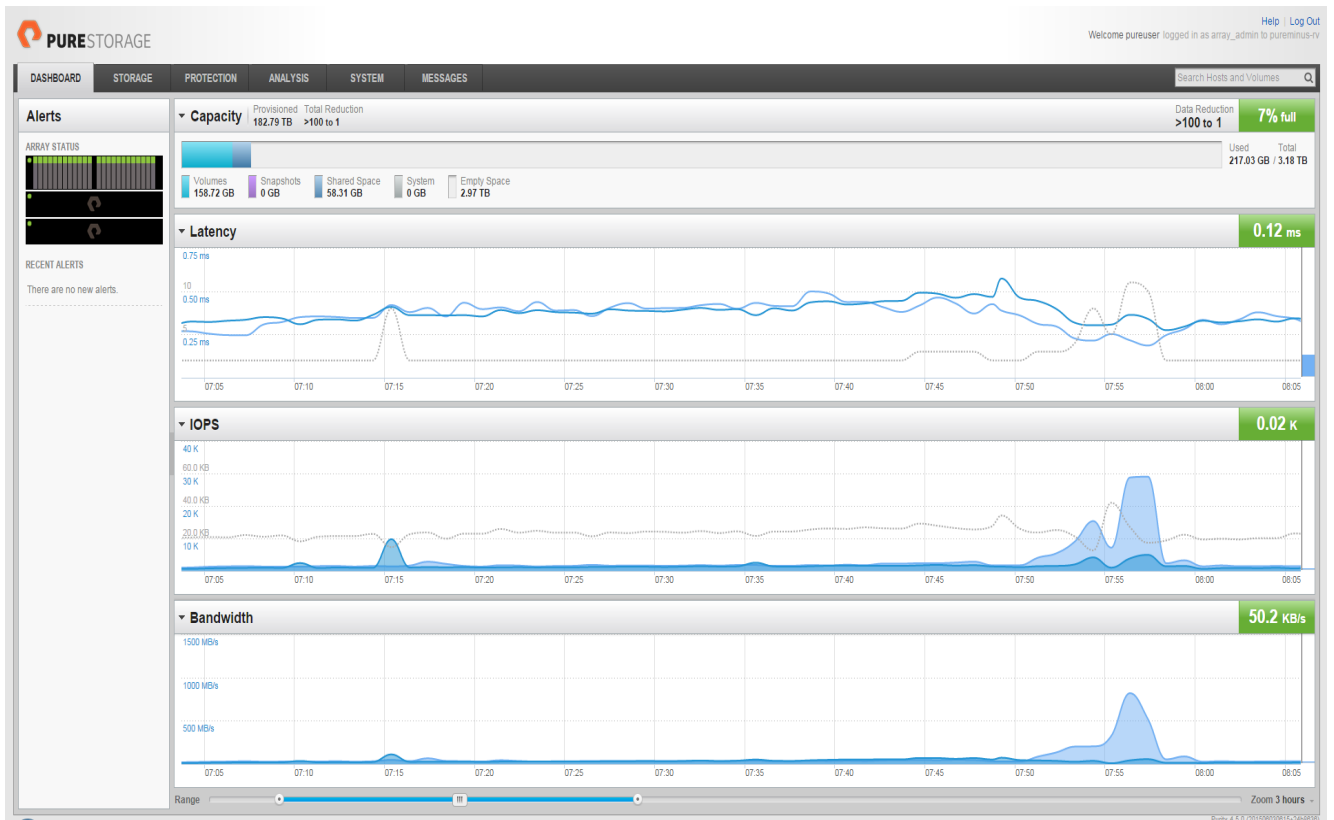 Help | Log Out
PURESTORAGE
Welcome pureuser logged in as array_admin to pureminus-rv
DASHBOARD STORAGE PROTECTION ANALYSIS SYSTEM MESSAGES
Search Hosts and Volumes
Alerts
ARRAY STATUS
RECENT ALERTS
There are no new alerts.
Capacity Provisioned Total Reduction Data Reduction
182.79 TB >100 to 1 >100 to 1 7% full
Used Total
217.03 GB / 3.18 TB
Volumes Snapshots Shared Space System Empty Space
158.72 GB 0 GB 58.31 GB 0 GB 2.97 TB
Latency 0.12 ms
0.75 ms
10
0.50 ms
5
0.25 ms
07:05 07:10 07:15 07:20 07:25 07:30 07:35 07:40 07:45 07:50 07:55 08:00 08:05
IOPS 0.02 K
40 K
60.0 KB
30 K
40.0 KB
20 K
20.0 KB
10 K
07:05 07:10 07:15 07:20 07:25 07:30 07:35 07:40 07:45 07:50 07:55 08:00 08:05
Bandwidth 50.2 KB/s
1500 MB/s
1000 MB/s
500 MB/s
07:05 07:10 07:15 07:20 07:25 07:30 07:35 07:40 07:45 07:50 07:55 08:00 08:05
Range Zoom 3 hours